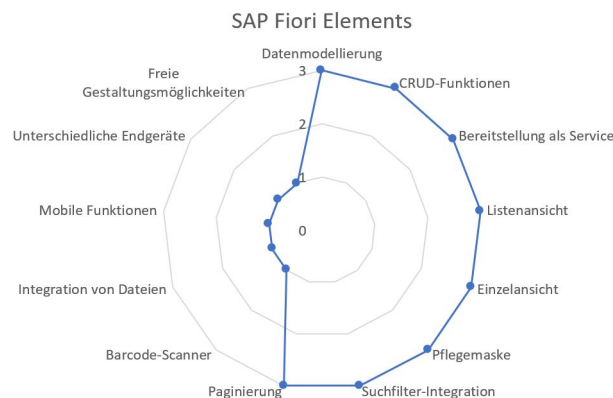 SAP Fiori Elements
Datenmodellierung
CRUD-Funktionen
Bereitstellung als Service
Listenansicht
Einzelansicht
Pflegemaske
Suchfilter-Integration
Paginierung
Barcode-Scanner
Integration von Dateien
Mobile Funktionen
Unterschiedliche Endgeräte
Freie
Gestaltungsmöglichkeiten
3
2
1
0